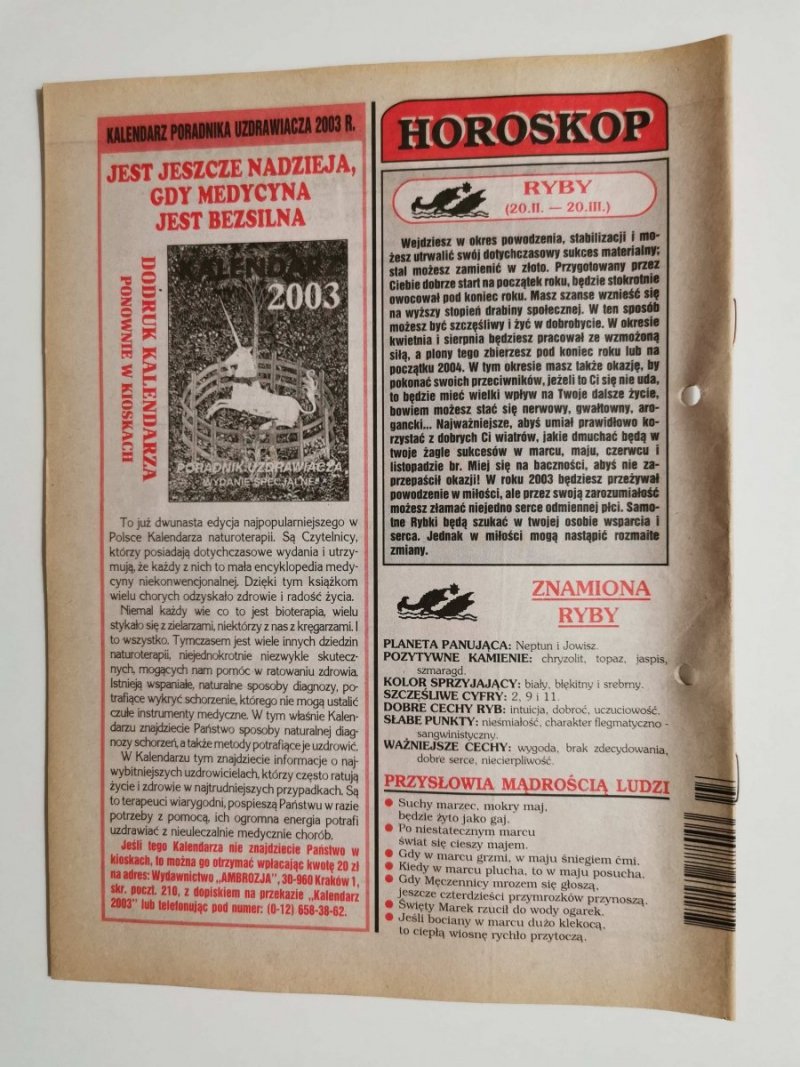 KALENDARZ PORADNIKA UZDRAWIACZA 2003 R.
JEST JESZCZE NADZIEJA,
GDY MEDYCYNA
JEST BEZSILNA
DODRUK KALENDARZA
PONOWNIE W KIOSKACH
KALENDARZ
2003
PORADNIK UZDRAWIACZA
WYDANIE SPECJALNE
To już dwunasta edycja najpopularniejszego w
Polsce Kalendarza naturoterapii. Są Czytelnicy,
którzy posiadają dotychczasowe wydania i utrzy-
mują, że każdy z nich to mała encyklopedia medy-
cyny niekonwencjonalnej. Dzięki tym książkom
wielu chorych odzyskało zdrowie i radość życia.
Niemal każdy wie co to jest bioterapia, wielu
stykało się z zielarzami, niektórzy z nas z kręgarzami. I
to wszystko. Tymczasem jest wiele innych dziedzin
naturoterapii, niejednokrotnie niezwykle skutecz-
nych, mogących nam pomóc w ratowaniu zdrowia.
Istnieją wspaniałe, naturalne sposoby diagnozy, po-
trafiące wykryć schorzenie, którego nie mogą ustalić
czułe instrumenty medyczne. W tym właśnie Kalen-
darzu znajdziecie Państwo sposoby naturalnej diag-
nozy schorzeń, a także metody potrafiące je uzdrowić.
W Kalendarzu tym znajdziecie informacje o naj-
wybitniejszych uzdrowicielach, którzy często ratują
życie i zdrowie w najtrudniejszych przypadkach. Są
to terapeuci wiarygodni, pospieszą Państwu w razie
potrzeby z pomocą, ich ogromna energia potrafi
uzdrawiać z nieuleczalnie medycznie chorób.
Jeśli tego Kalendarza nie znajdziecie Państwo w
kioskach, to można go otrzymać wpłacając kwotę 20 zł
na adres: Wydawnictwo „AMBROZJA”, 30-960 Kraków 1,
skr. poczt. 210, z dopiskiem na przekazie „Kalendarz
2003” lub telefonując pod numer: (0-12) 658-38-62.
HOROSKOP
RYBY
(20.II. — 20.III.)
Wejdziesz w okres powodzenia, stabilizacji i mo-
żesz utrwalić swój dotychczasowy sukces materialny;
stal możesz zamienić w złoto. Przygotowany przez
Ciebie dobrze start na początek roku, będzie stokrotnie
owocował pod koniec roku. Masz szanse wznieść się
na wyższy stopień drabiny społecznej. W ten sposób
możesz być szczęśliwy i żyć w dobrobycie. W okresie
kwietnia i sierpnia będziesz pracował ze wzmożoną
siłą, a plony tego zbierzesz pod koniec roku lub na
początku 2004. W tym okresie masz także okazję, by
pokonać swoich przeciwników, jeżeli to Ci się nie uda,
to będzie mieć wielki wpływ na Twoje dalsze życie,
bowiem możesz stać się nerwowy, gwałtowny, aro-
gancki... Najważniejsze, abyś umiał prawidłowo ko-
rzystać z dobrych Ci wiatrów, jakie dmuchać będą w
twoje żagle sukcesów w marcu, maju, czerwcu i
listopadzie br. Miej się na baczności, abyś nie za-
przepaścił okazji! W roku 2003 będziesz przeżywał
powodzenie w miłości, ale przez swoją zarozumiałość
możesz złamać niejedno serce odmiennej płci. Samo-
tne Rybki będą szukać w twojej osobie wsparcia i
serca. Jednak w miłości mogą nastąpić rozmaite
zmiany.
ZNAMIONA
RYBY
PLANETA PANUJĄCA: Neptun i Jowisz.
POZYTYWNE KAMIENIE: chryzolit, topaz, jaspis,
szmaragd.
KOLOR SPRZYJAJĄCY: biały, błękitny i srebrny.
SZCZĘŚLIWE CYFRY: 2, 9 i 11.
DOBRE CECHY RYB: intuicja, dobroć, uczuciowość.
SŁABE PUNKTY: nieśmiałość, charakter flegmatyczno -
sangwinistyczny.
WAŻNIEJSZE CECHY: wygoda, brak zdecydowania,
dobre serce, niecierpliwość.
PRZYSŁOWIA MĄDROŚCIĄ LUDZI
● Suchy marzec, mokry maj,
będzie żyto jako gaj.
● Po niestatecznym marcu
świat się cieszy majem.
● Gdy w marcu grzmi, w maju śniegiem ćmi.
● Kiedy w marcu plucha, to w maju posucha.
● Gdy Męczennicy mrozem się głoszą,
jeszcze czterdzieści przymrozków przynoszą.
● Święty Marek rzucił do wody ogarek.
● Jeśli bociany w marcu dużo klekocą,
to ciepłą wiosnę rychło przytoczą.